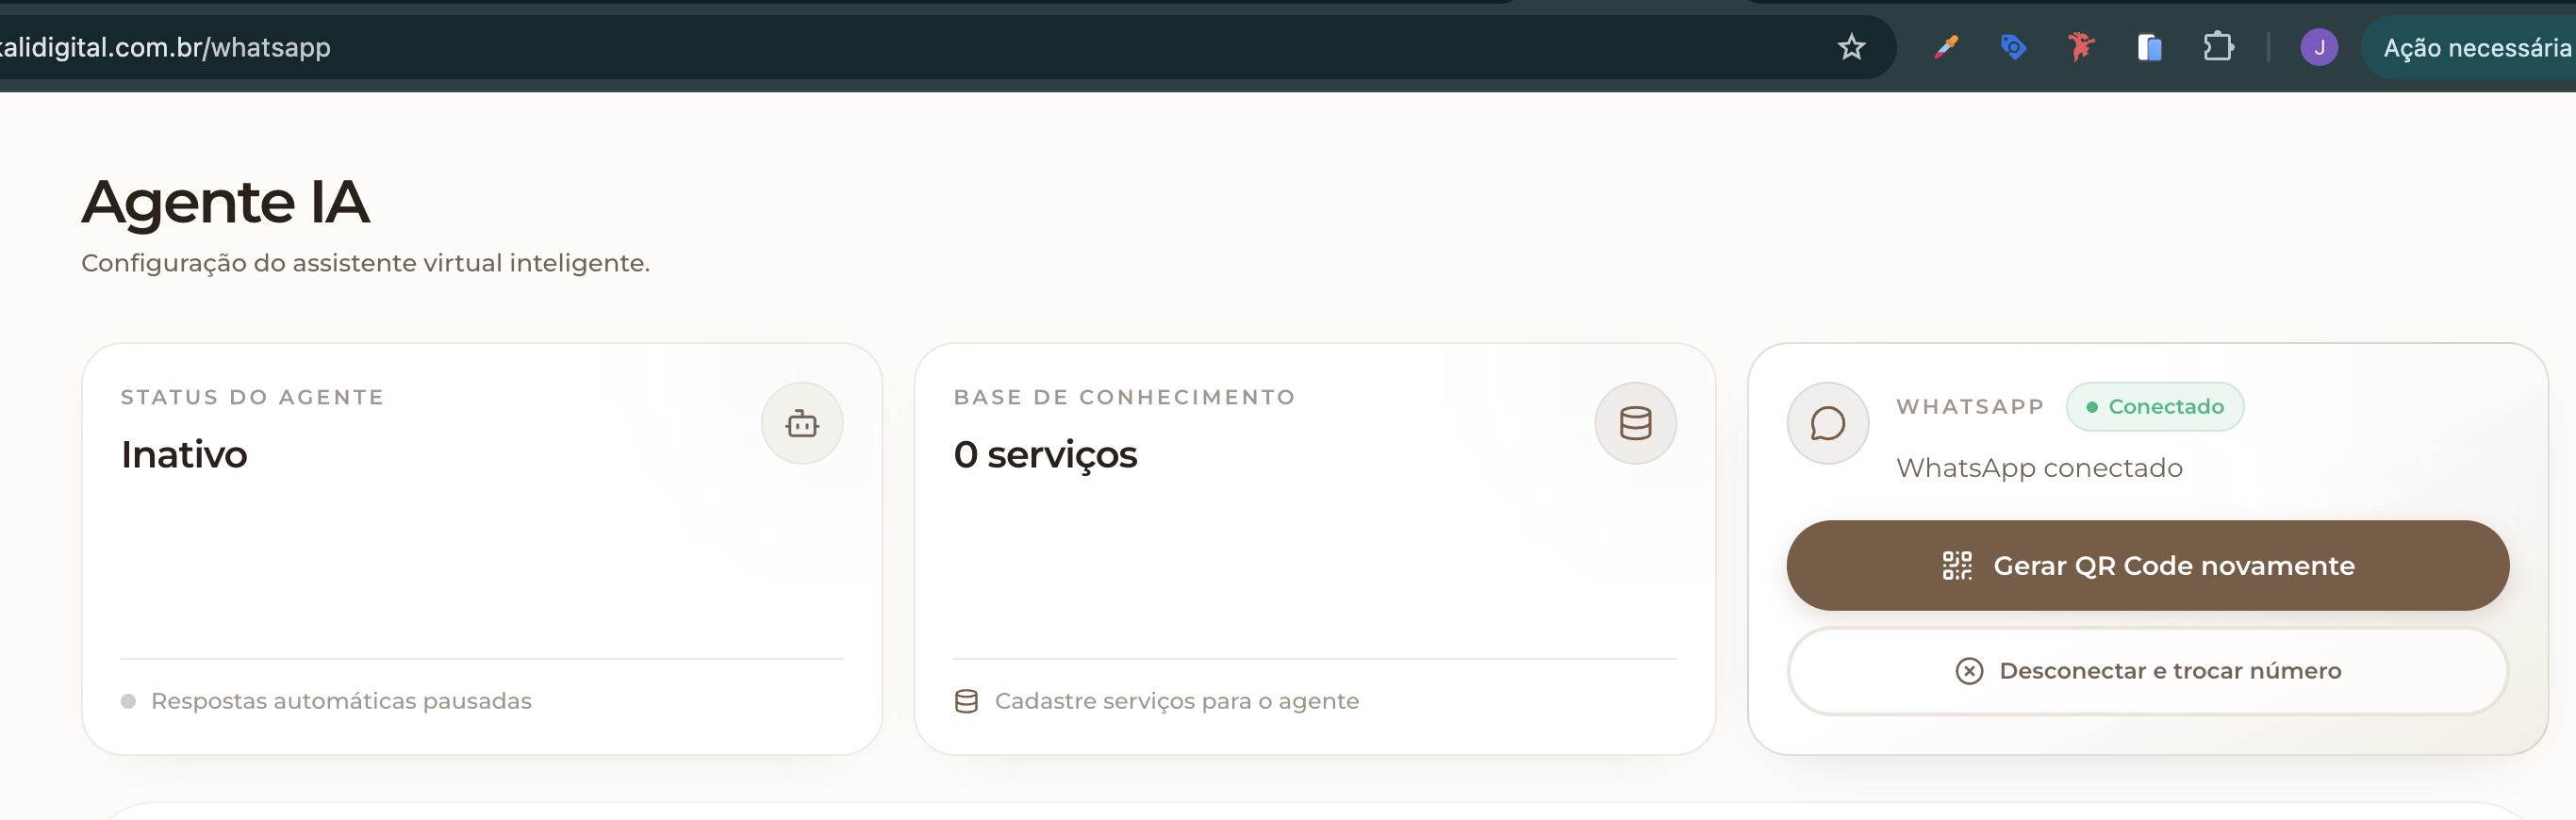 kalidigital.com.br/whatsapp
J
Ação necessária
Agente IA
Configuração do assistente virtual inteligente.
STATUS DO AGENTE
Inativo
Respostas automáticas pausadas
BASE DE CONHECIMENTO
0 serviços
Cadastre serviços para o agente
WHATSAPP
Conectado
WhatsApp conectado
Gerar QR Code novamente
Desconectar e trocar número